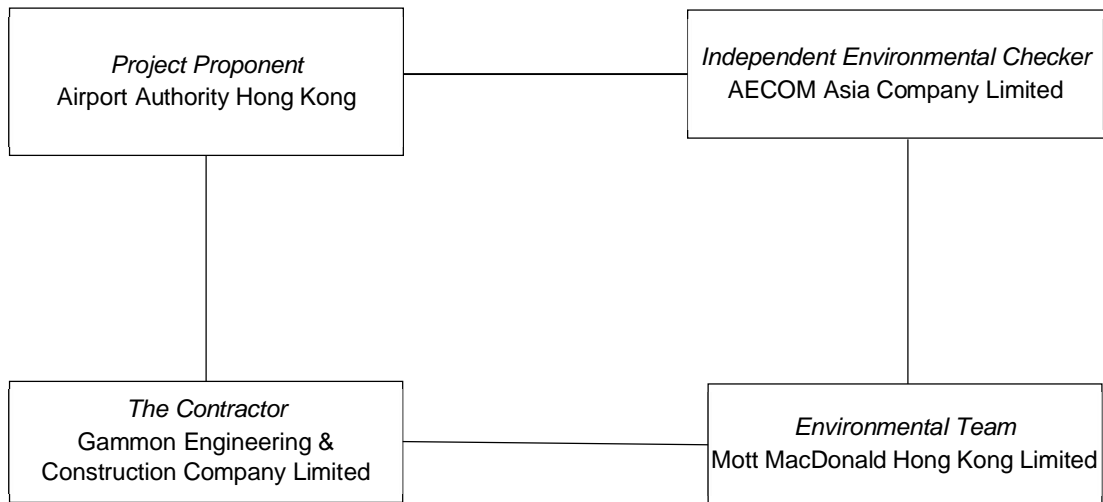 Project Proponent
Airport Authority Hong Kong
Independent Environmental Checker
AECOM Asia Company Limited
The Contractor
Gammon Engineering &
Construction Company Limited
Environmental Team
Mott MacDonald Hong Kong Limited